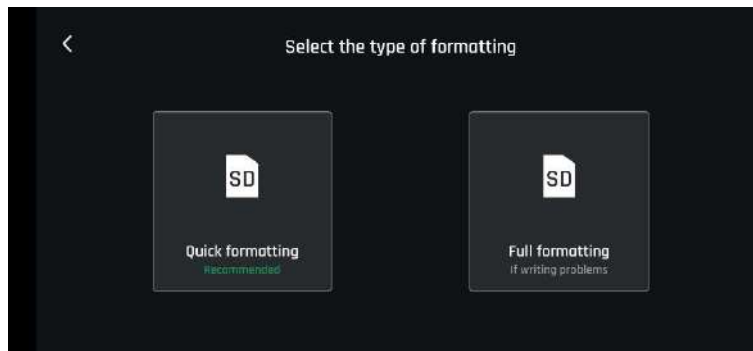 Select the type of formatting
SD
SD
Quick formatting
Recommended
Full formatting
If writing problems